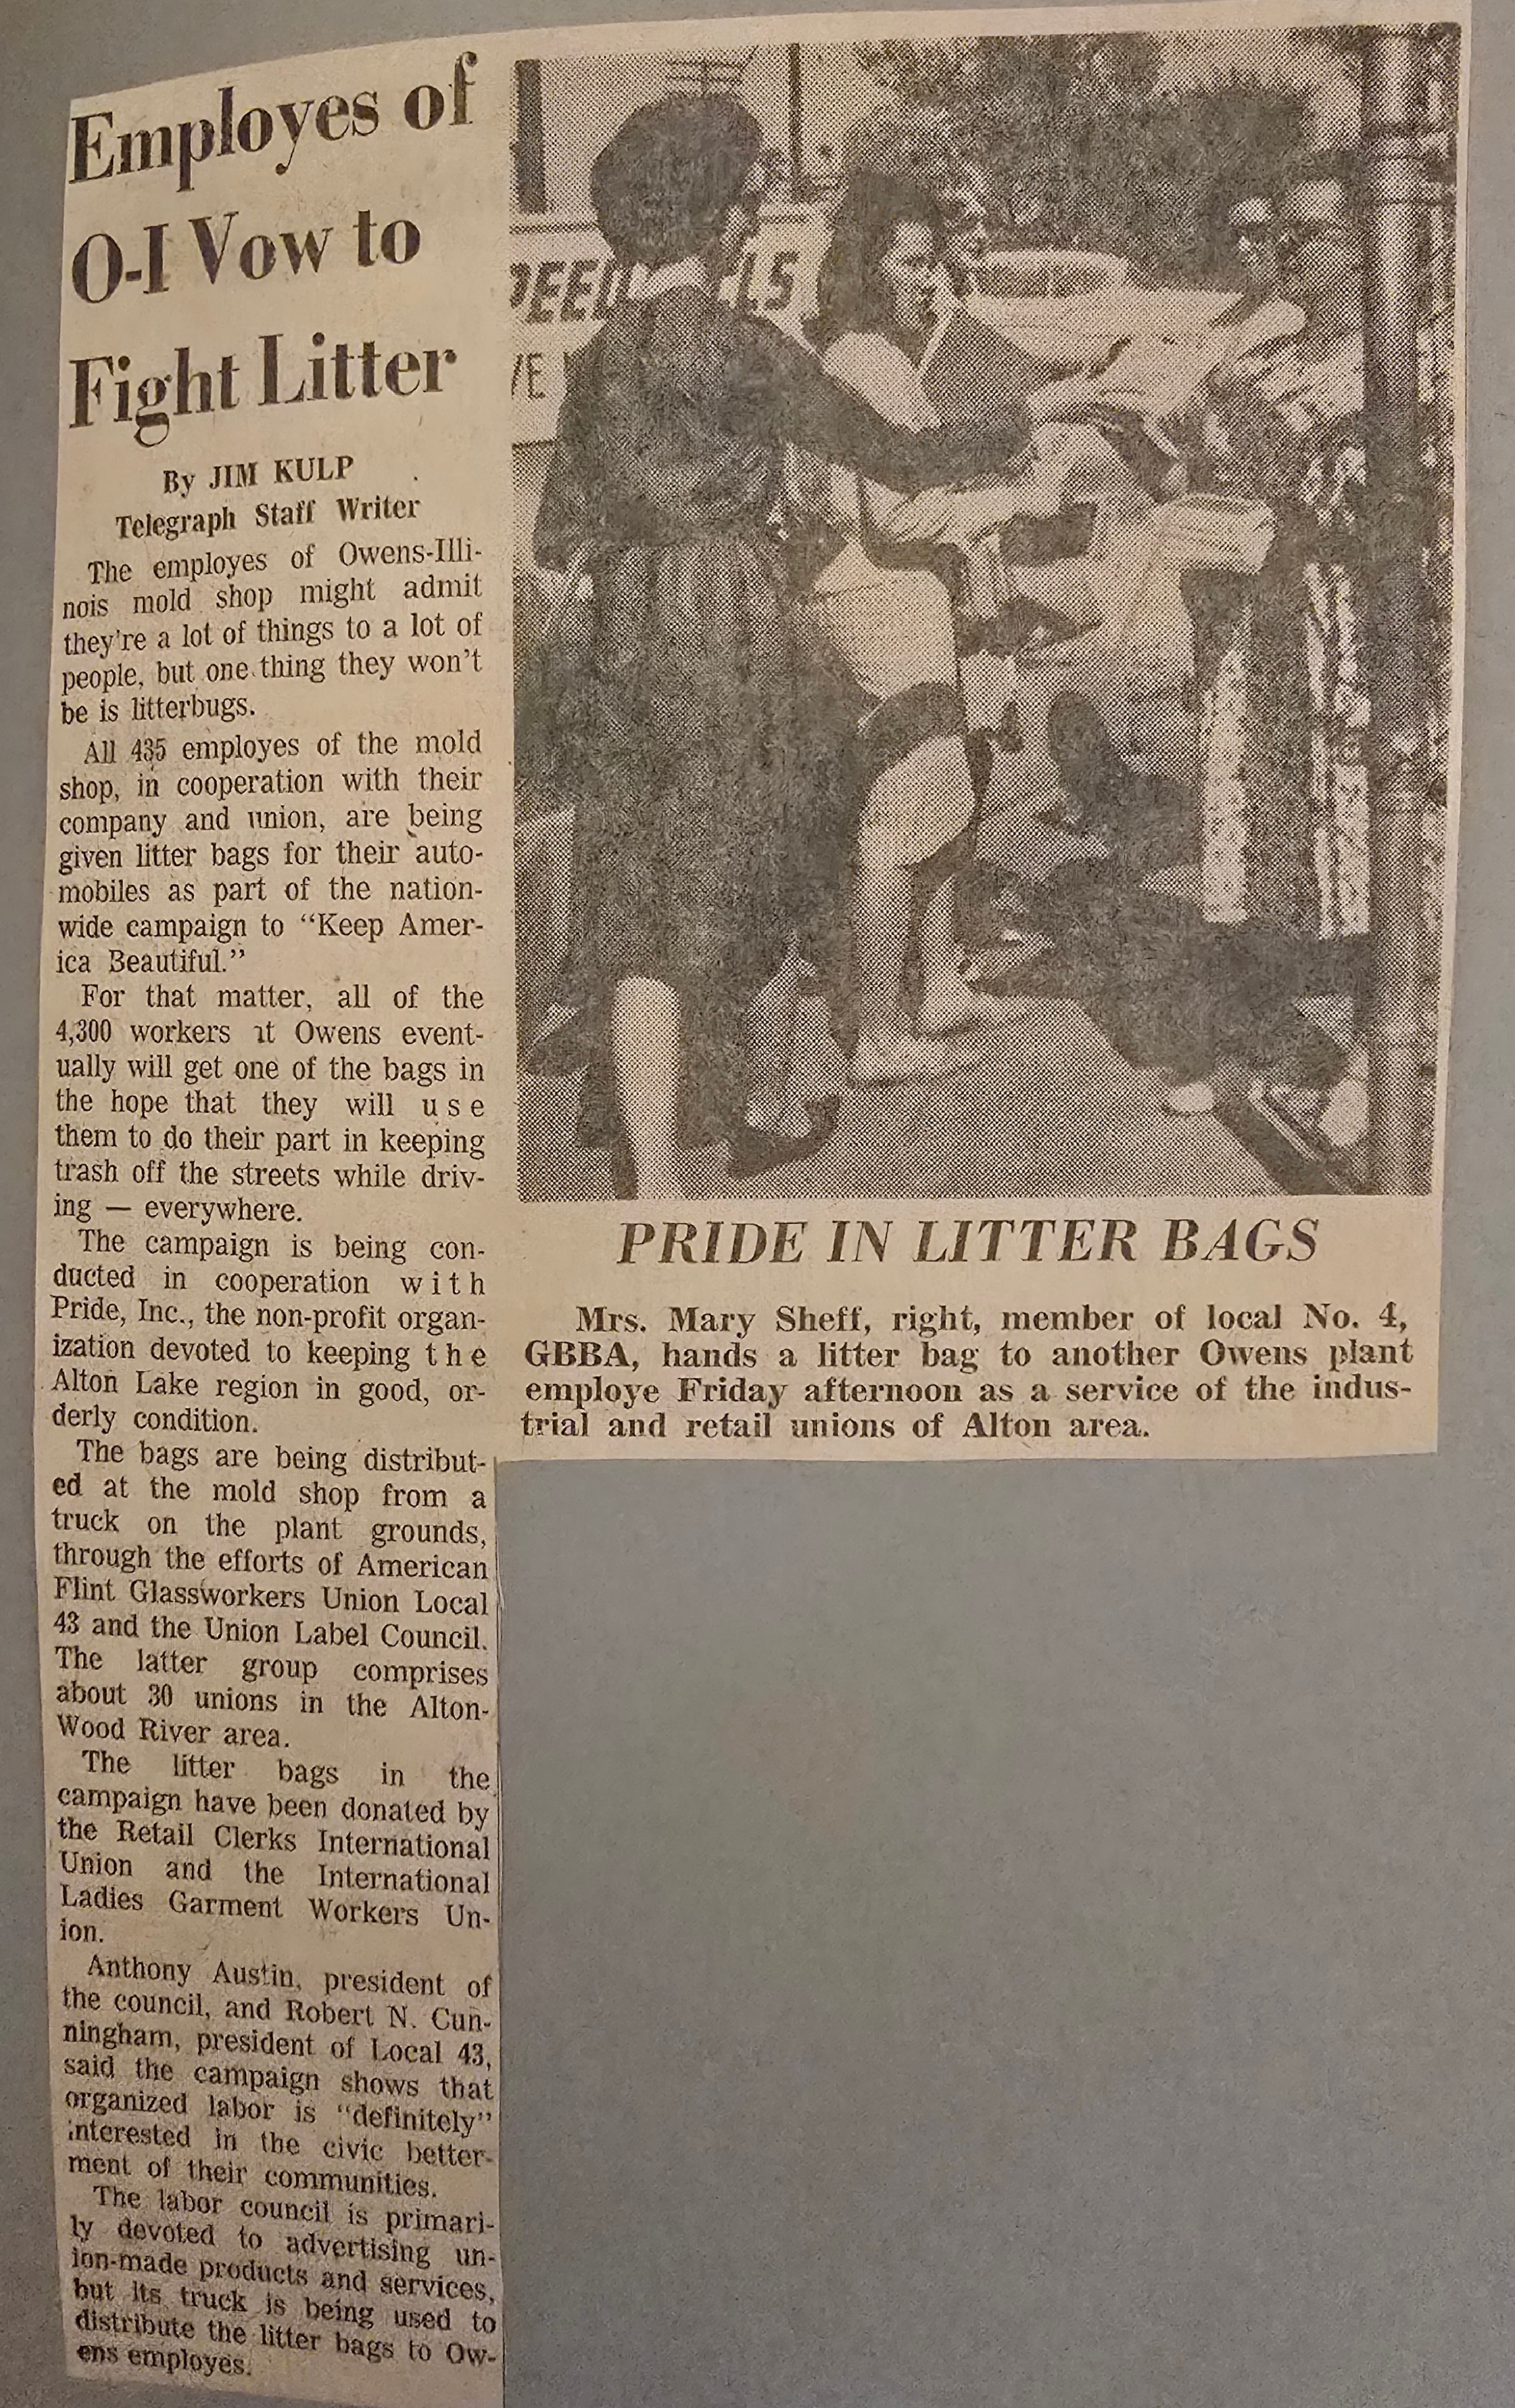 Employes of
O-I Vow to
Fight Litter
By JIM KULP
Telegraph Staff Writer
The employes of Owens-Illi-
nois mold shop might admit
they're a lot of things to a lot of
people, but one thing they won't
be is litterbugs.
All 435 employes of the mold
shop, in cooperation with their
company and union, are being
given litter bags for their auto-
mobiles as part of the nation-
wide campaign to "Keep Amer-
ica Beautiful."
For that matter, all of the
4,300 workers at Owens event-
ually will get one of the bags in
the hope that they will use
them to do their part in keeping
trash off the streets while driv-
ing — everywhere.
The campaign is being con-
ducted in cooperation with
Pride, Inc., the non-profit organ-
ization devoted to keeping the
Alton Lake region in good, or-
derly condition.
The bags are being distribut-
ed at the mold shop from a
truck on the plant grounds,
through the efforts of American
Flint Glassworkers Union Local
43 and the Union Label Council.
The latter group comprises
about 30 unions in the Alton-
Wood River area.
The litter bags in the
campaign have been donated by
the Retail Clerks International
Union and the International
Ladies Garment Workers Un-
ion.
Anthony Austin, president of
the council, and Robert N. Cun-
ningham, president of Local 43,
said the campaign shows that
organized labor is "definitely"
interested in the civic better-
ment of their communities.
The labor council is primari-
ly devoted to advertising un-
ion-made products and services,
but its truck is being used to
distribute the litter bags to Ow-
ens employes.
PRIDE IN LITTER BAGS
Mrs. Mary Sheff, right, member of local No. 4,
GBBA, hands a litter bag to another Owens plant
employe Friday afternoon as a service of the indus-
trial and retail unions of Alton area.